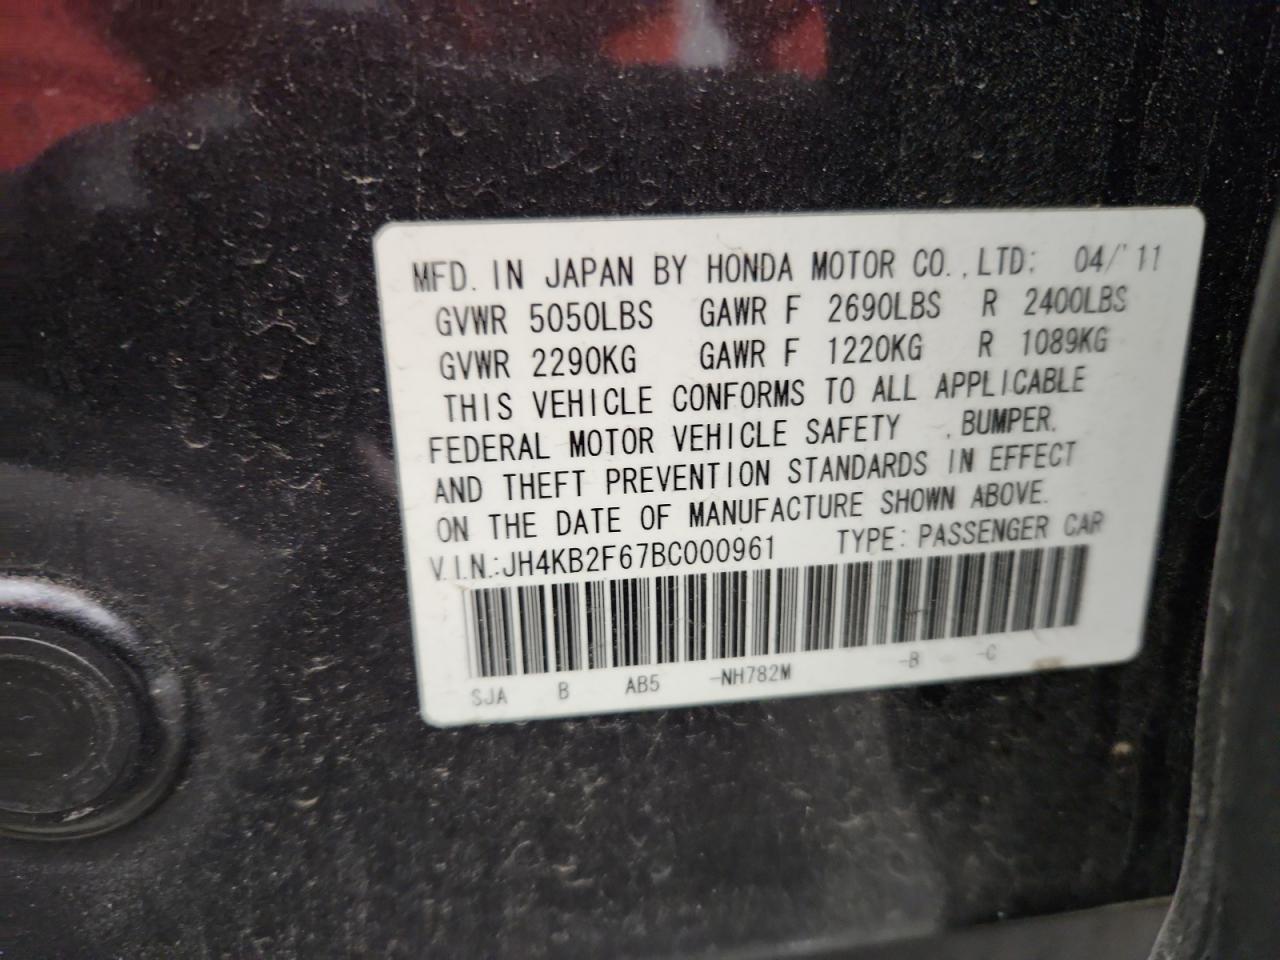 MFD. IN JAPAN BY HONDA MOTOR CO., LTD; 04/'11
GVWR 5050LBS GAWR F 2690LBS R 2400LBS
GVWR 2290KG GAWR F 1220KG R 1089KG
THIS VEHICLE CONFORMS TO ALL APPLICABLE
FEDERAL MOTOR VEHICLE SAFETY , BUMPER,
AND THEFT PREVENTION STANDARDS IN EFFECT
ON THE DATE OF MANUFACTURE SHOWN ABOVE.
V.I.N.:JH4KB2F67BC000961 TYPE: PASSENGER CAR
SJA B AB5 -NH782M -B -C